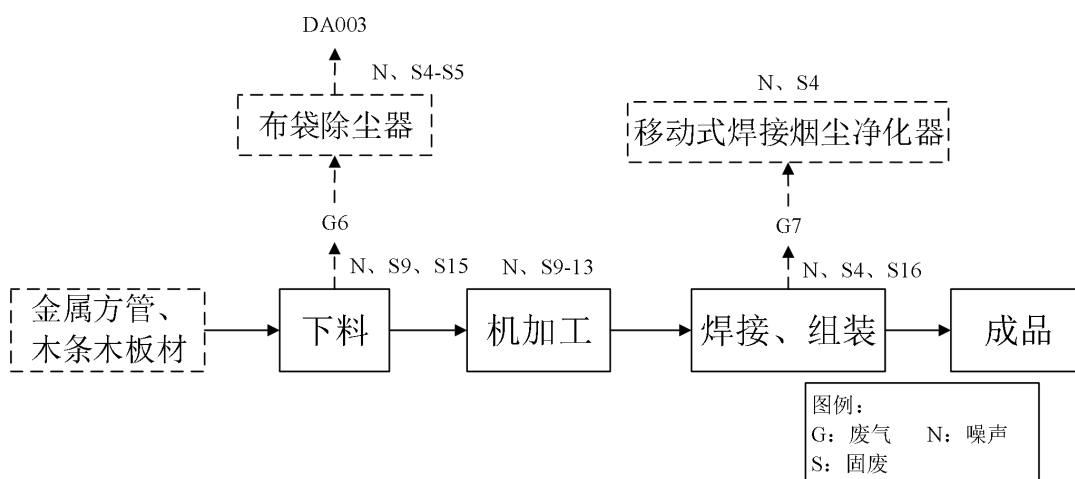 DA003
N、S4-S5
布袋除尘器
N、S4
移动式焊接烟尘净化器
G6
G7
N、S9、S15
N、S9-13
N、S4、S16
金属方管、
木条木板材
下料
机加工
焊接、组装
成品
图例：
G：废气 N：噪声
S：固废